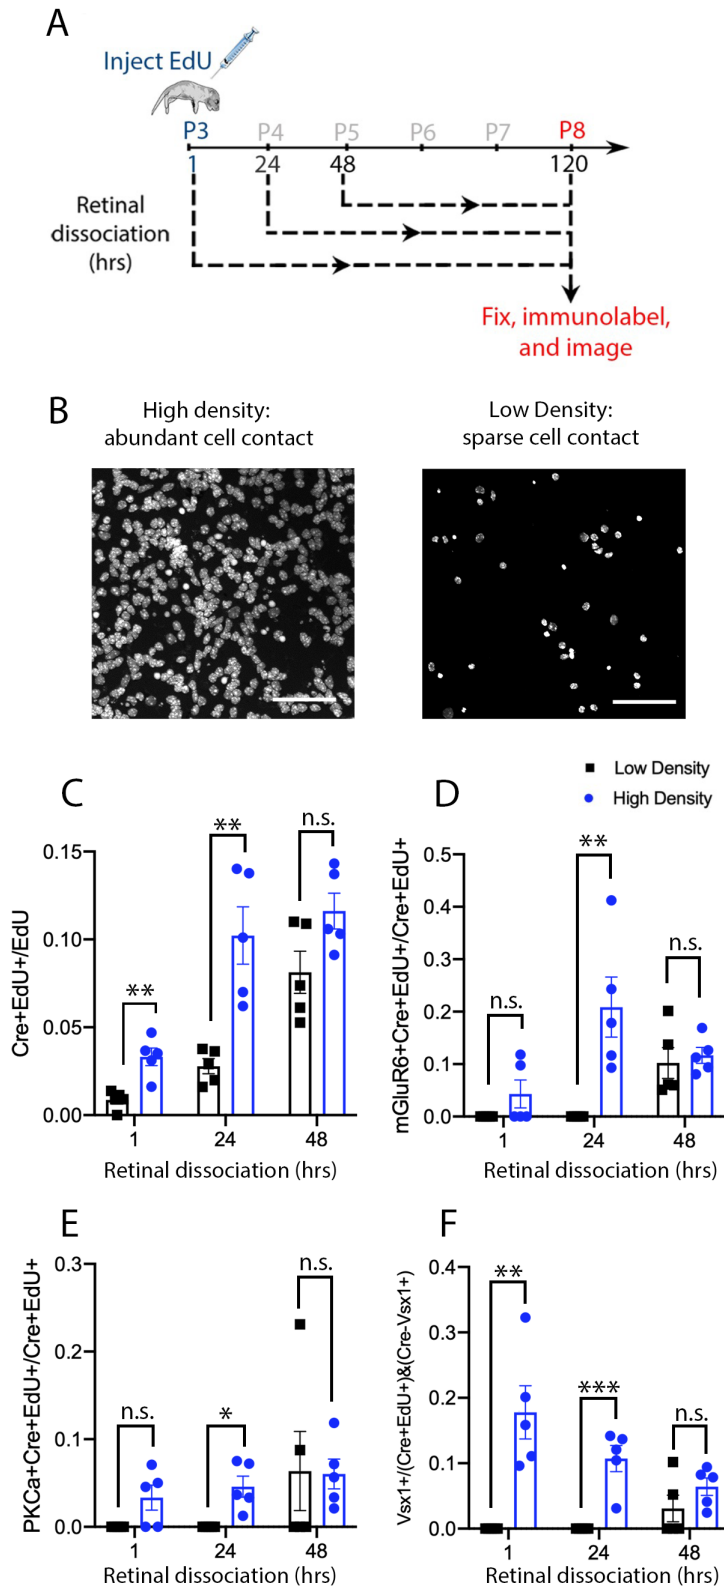 A
Inject EdU
P3 P4 P5 P6 P7 P8
1 24 48 120
Retinal
dissociation
(hrs)
Fix, immunolabel,
and image
B
High density:
abundant cell contact
Low Density:
sparse cell contact
Low Density
High Density
C
Cre+EdU+/EdU
0.15
0.10
0.05
0.00
**
**
n.s.
1 24 48
Retinal dissociation (hrs)
D
mGluR6+Cre+EdU+/Cre+EdU+
0.5
0.4
0.3
0.2
0.1
0.0
n.s.
**
n.s.
1 24 48
Retinal dissociation (hrs)
E
PKCa+Cre+EdU+/Cre+EdU+
0.3
0.2
0.1
0.0
n.s.
*
n.s.
1 24 48
Retinal dissociation (hrs)
F
Vsx1+/(Cre+EdU+)&(Cre-Vsx1+)
0.4
0.3
0.2
0.1
0.0
**
***
n.s.
1 24 48
Retinal dissociation (hrs)